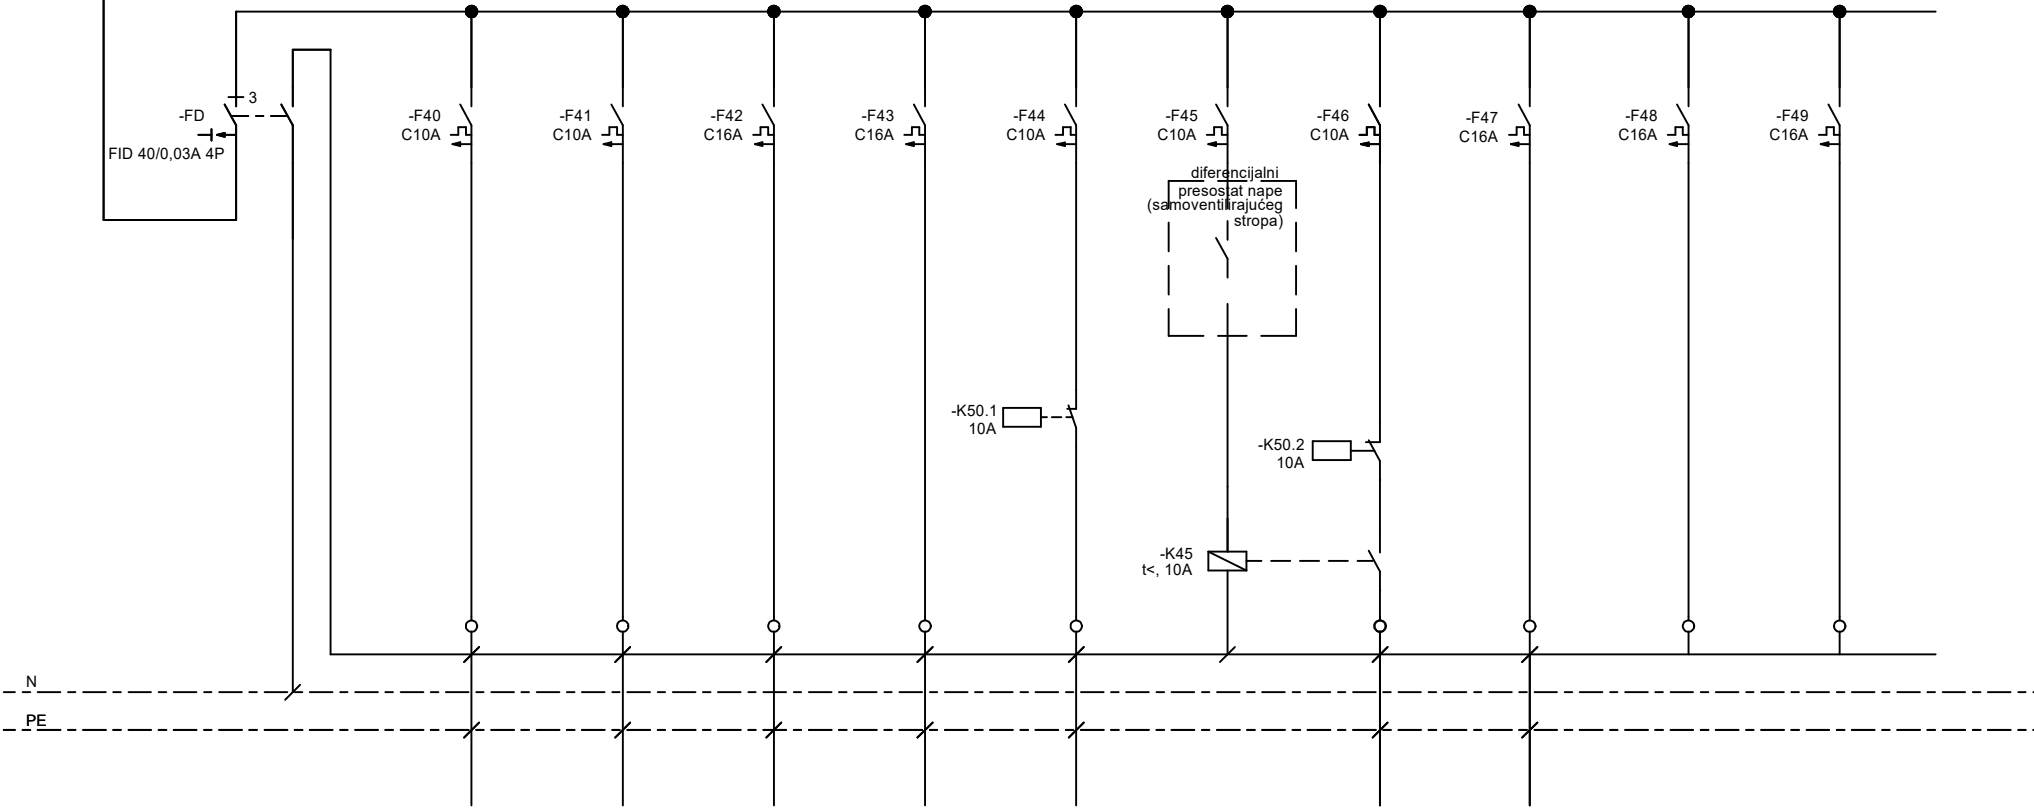 3
-FD
FID 40/0,03A 4P
-F40
C10A
-F41
C10A
-F42
C16A
-F43
C16A
-F44
C10A
-F45
C10A
-F46
C10A
-F47
C16A
-F48
C16A
-F49
C16A
diferencijalni
presostat nape
(samoventilirajućeg
stropa)
-K50.1
10A
-K50.2
10A
-K45
t<, 10A
N
PE